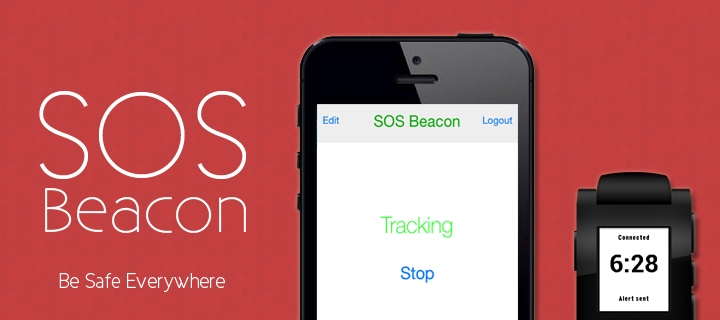 SOS
Beacon
Be Safe Everywhere
Edit SOS Beacon Logout
Tracking
Stop
Connected
6:28
Alert sent